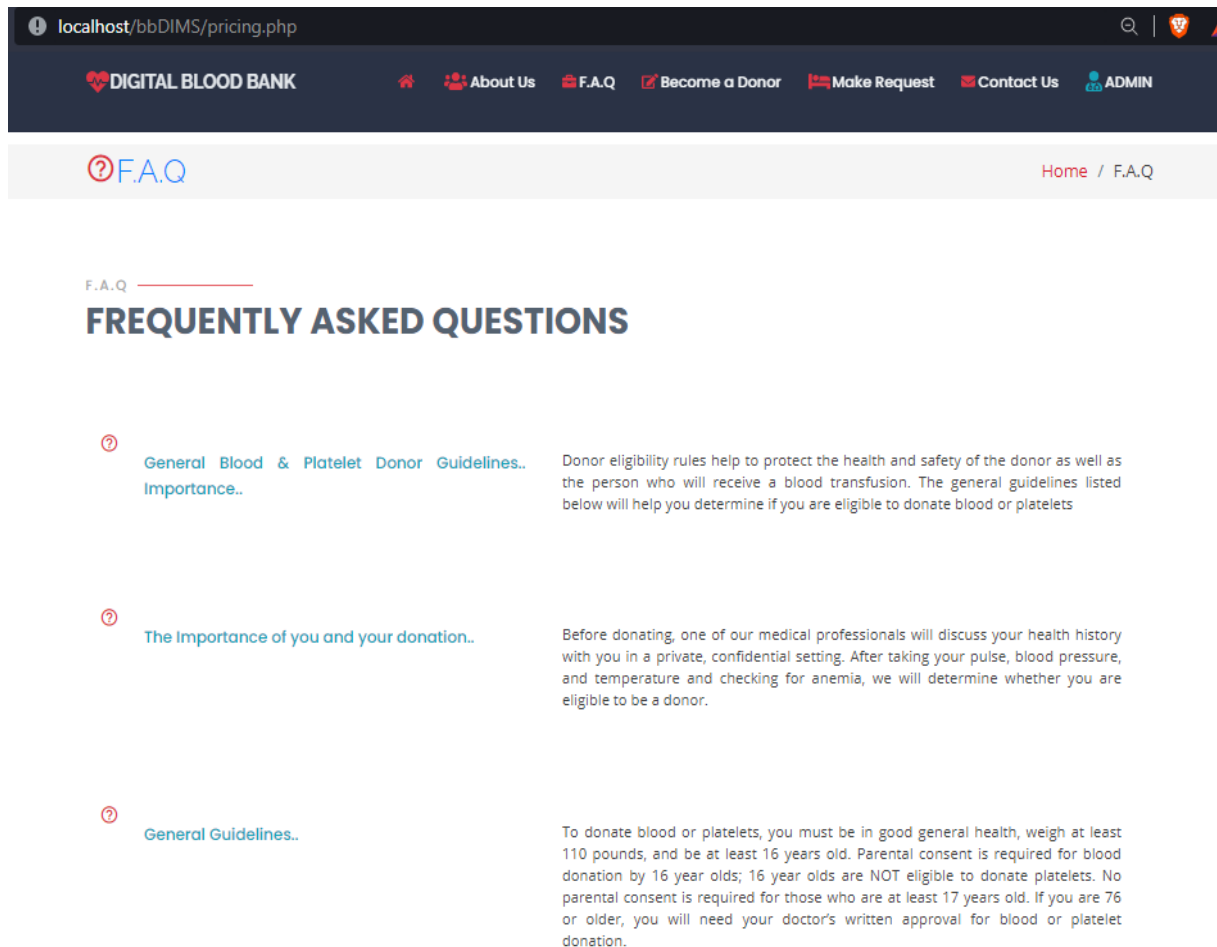 localhost/bbDIMS/pricing.php
DIGITAL BLOOD BANK About Us F.A.Q Become a Donor Make Request Contact Us ADMIN
F.A.Q Home / F.A.Q
F.A.Q
FREQUENTLY ASKED QUESTIONS
General Blood & Platelet Donor Guidelines..
Importance..
Donor eligibility rules help to protect the health and safety of the donor as well as
the person who will receive a blood transfusion. The general guidelines listed
below will help you determine if you are eligible to donate blood or platelets
The Importance of you and your donation..
Before donating, one of our medical professionals will discuss your health history
with you in a private, confidential setting. After taking your pulse, blood pressure,
and temperature and checking for anemia, we will determine whether you are
eligible to be a donor.
General Guidelines..
To donate blood or platelets, you must be in good general health, weigh at least
110 pounds, and be at least 16 years old. Parental consent is required for blood
donation by 16 year olds; 16 year olds are NOT eligible to donate platelets. No
parental consent is required for those who are at least 17 years old. If you are 76
or older, you will need your doctor's written approval for blood or platelet
donation.